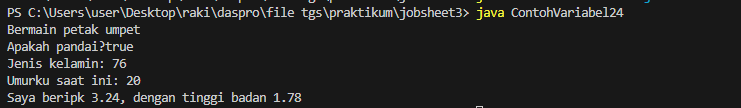 PS C:\Users\user\Desktop\raki\daspro\file tgs\praktikum\jobsheet3> java ContohVariabel24
Bermain petak umpet
Apakah pandai?true
Jenis kelamin: 76
Umurku saat ini: 20
Saya beripk 3.24, dengan tinggi badan 1.78